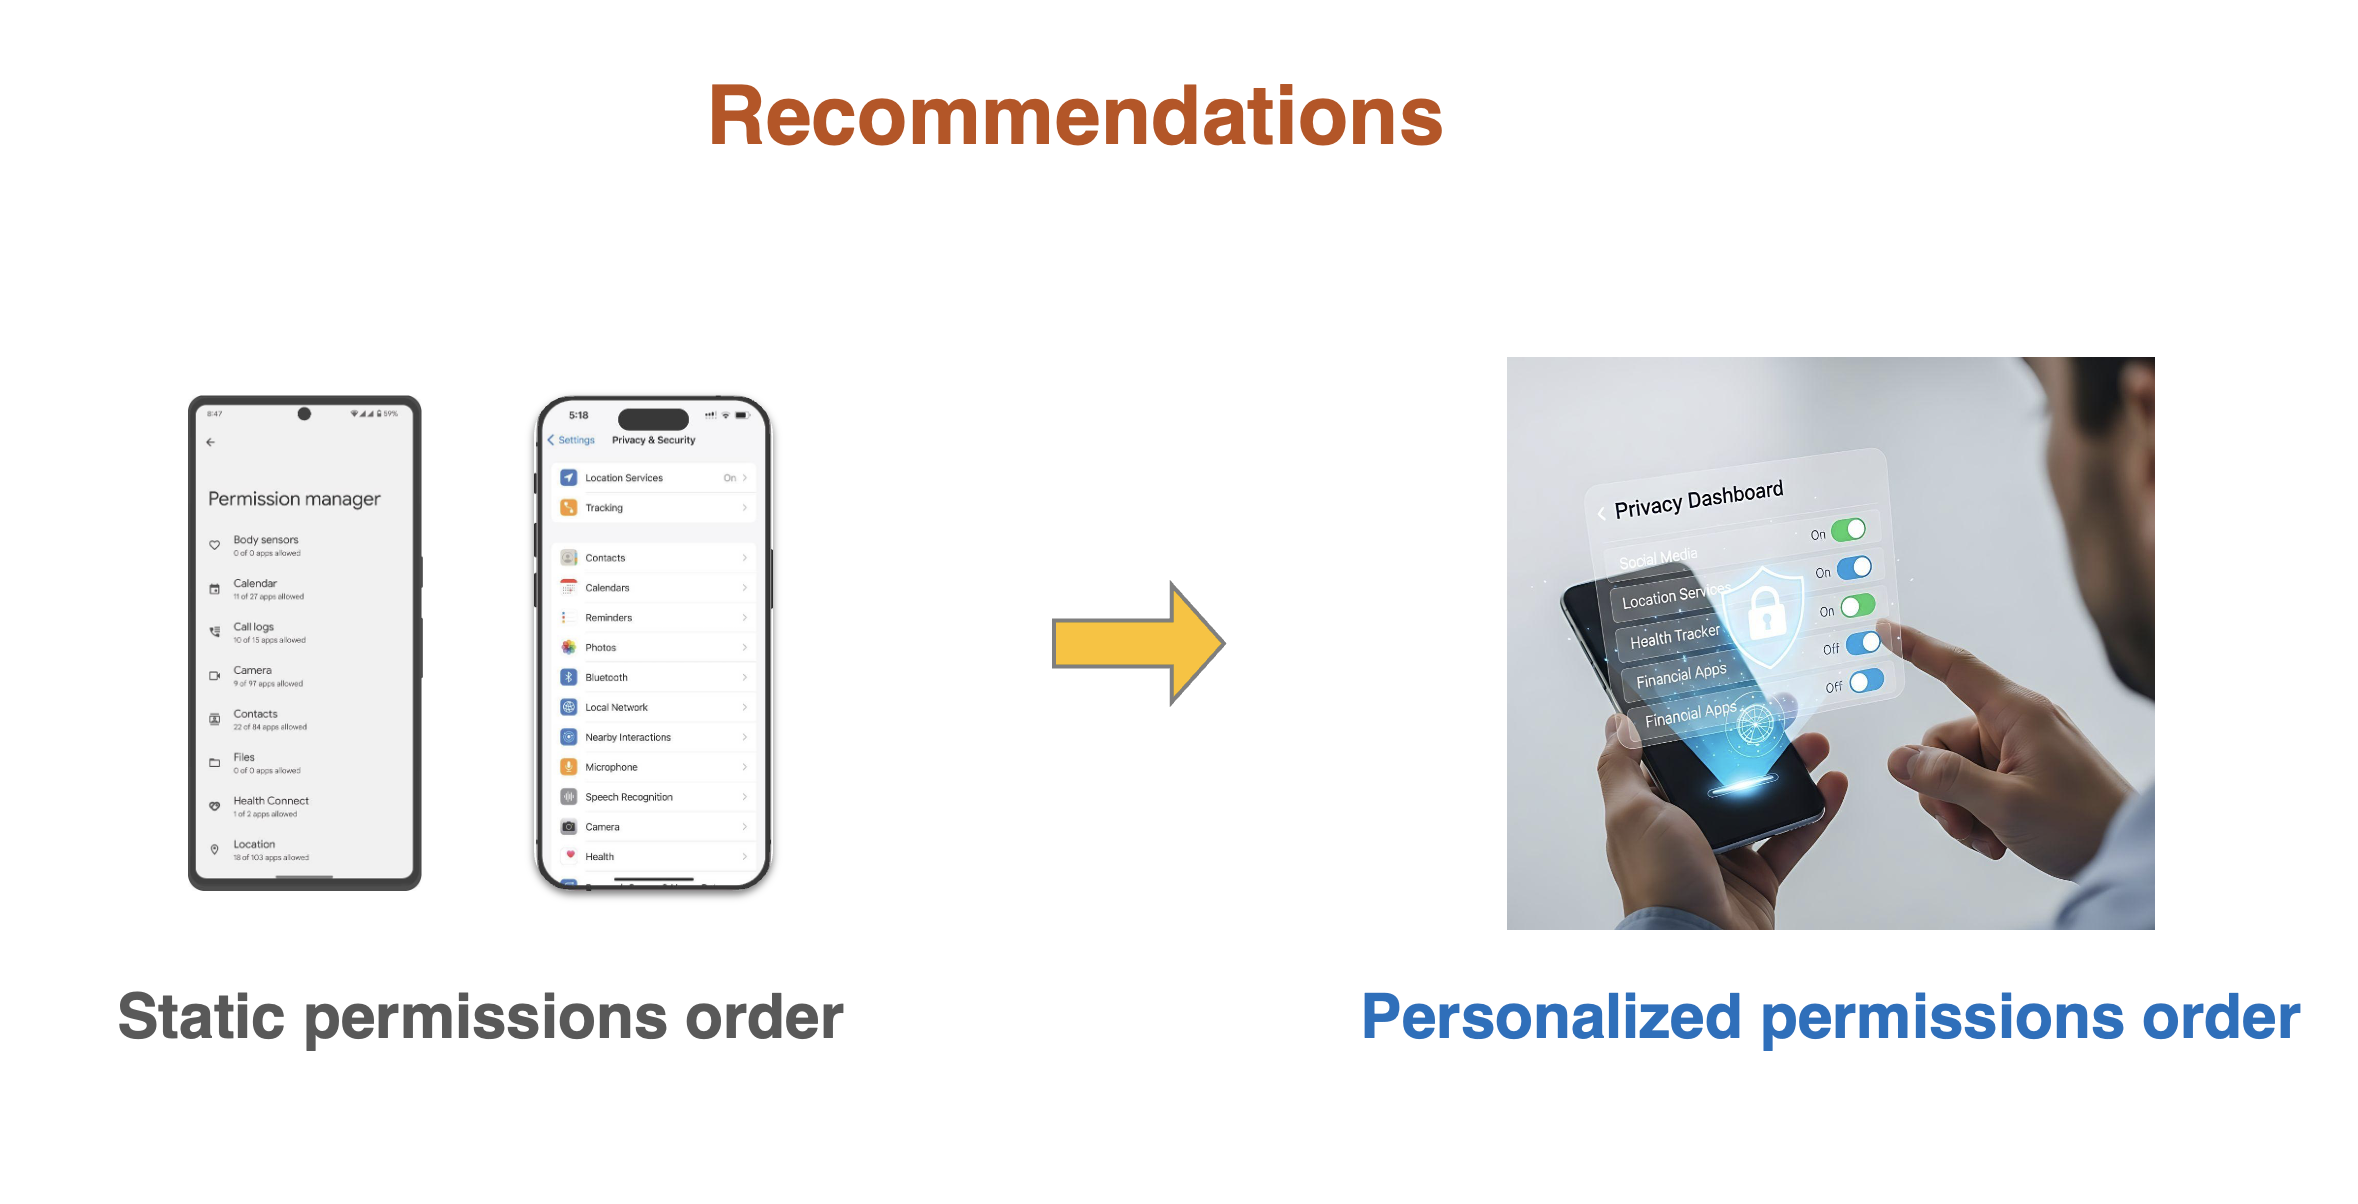 Recommendations
8:47
59%
Permission manager
Body sensors
0 of 0 apps allowed
Calendar
11 of 27 apps allowed
Call logs
10 of 15 apps allowed
Camera
9 of 97 apps allowed
Contacts
22 of 84 apps allowed
Files
0 of 0 apps allowed
Health Connect
1 of 2 apps allowed
Location
18 of 103 apps allowed
5:18
Settings Privacy & Security
Location Services On
Tracking
Contacts
Calendars
Reminders
Photos
Bluetooth
Local Network
Nearby Interactions
Microphone
Speech Recognition
Camera
Health
Privacy Dashboard
Social Media On
Location Services On
Health Tracker On
Financial Apps Off
Financial Apps Off
Static permissions order
Personalized permissions order